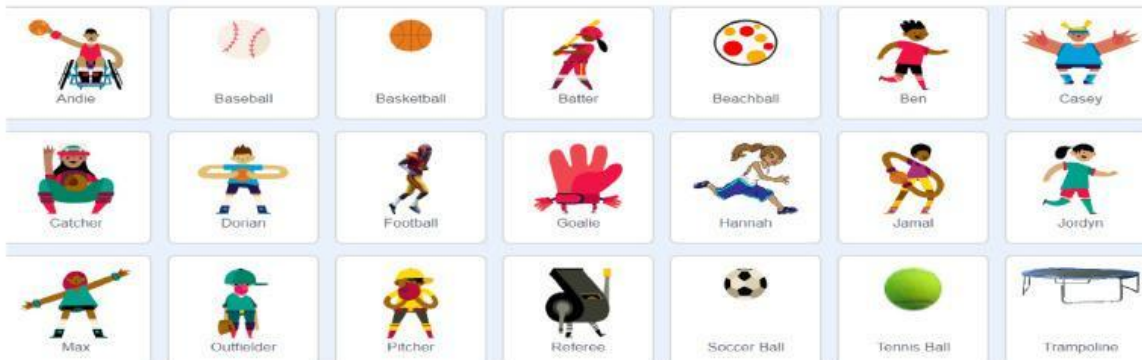 Andie Baseball Basketball Batter Beachball Ben Casey
Catcher Dorian Football Goalie Hannah Jamal Jordyn
Max Outfielder Pitcher Referee Soccer Ball Tennis Ball Trampoline